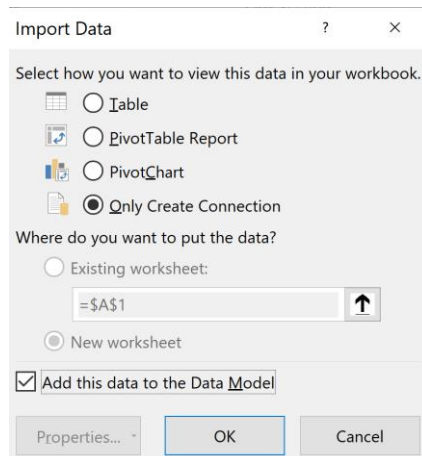 Import Data ? ×
Select how you want to view this data in your workbook.
Table
PivotTable Report
PivotChart
Only Create Connection
Where do you want to put the data?
Existing worksheet:
=$A$1
New worksheet
Add this data to the Data Model
Properties...
OK
Cancel